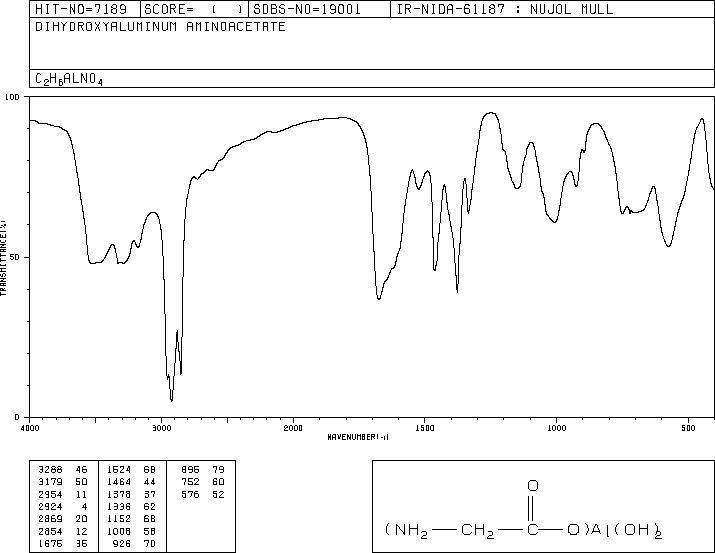 HIT-NO=7189 SCORE= ( ) SDBS-NO=19001 IR-NIDA-61187 : NUJOL MULL
DIHYDROXYALUMINUM AMINOACETATE
C2H6ALNO4
100
50
0
TRANSMITTANCE(%)
4000 3000 2000 1500 1000 500
WAVENUMBER(-1)
3288 46 1524 68 895 79
3179 50 1464 44 752 60
2954 11 1378 37 576 52
2924 4 1336 62
2869 20 1152 68
2854 12 1008 58
1675 35 926 70
O
(NH2—CH2—C—O)Al(OH)2